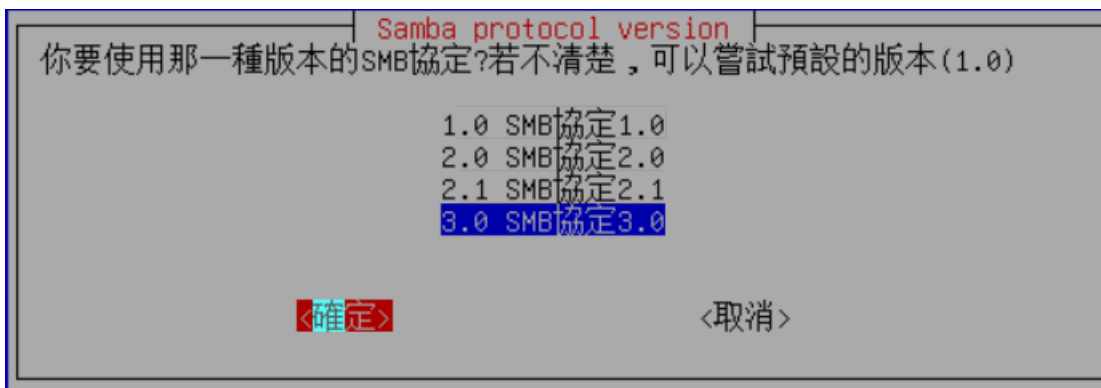 Samba protocol version
你要使用那一種版本的SMB協定?若不清楚，可以嘗試預設的版本(1.0)
1.0 SMB協定1.0
2.0 SMB協定2.0
2.1 SMB協定2.1
3.0 SMB協定3.0
<確定> <取消>